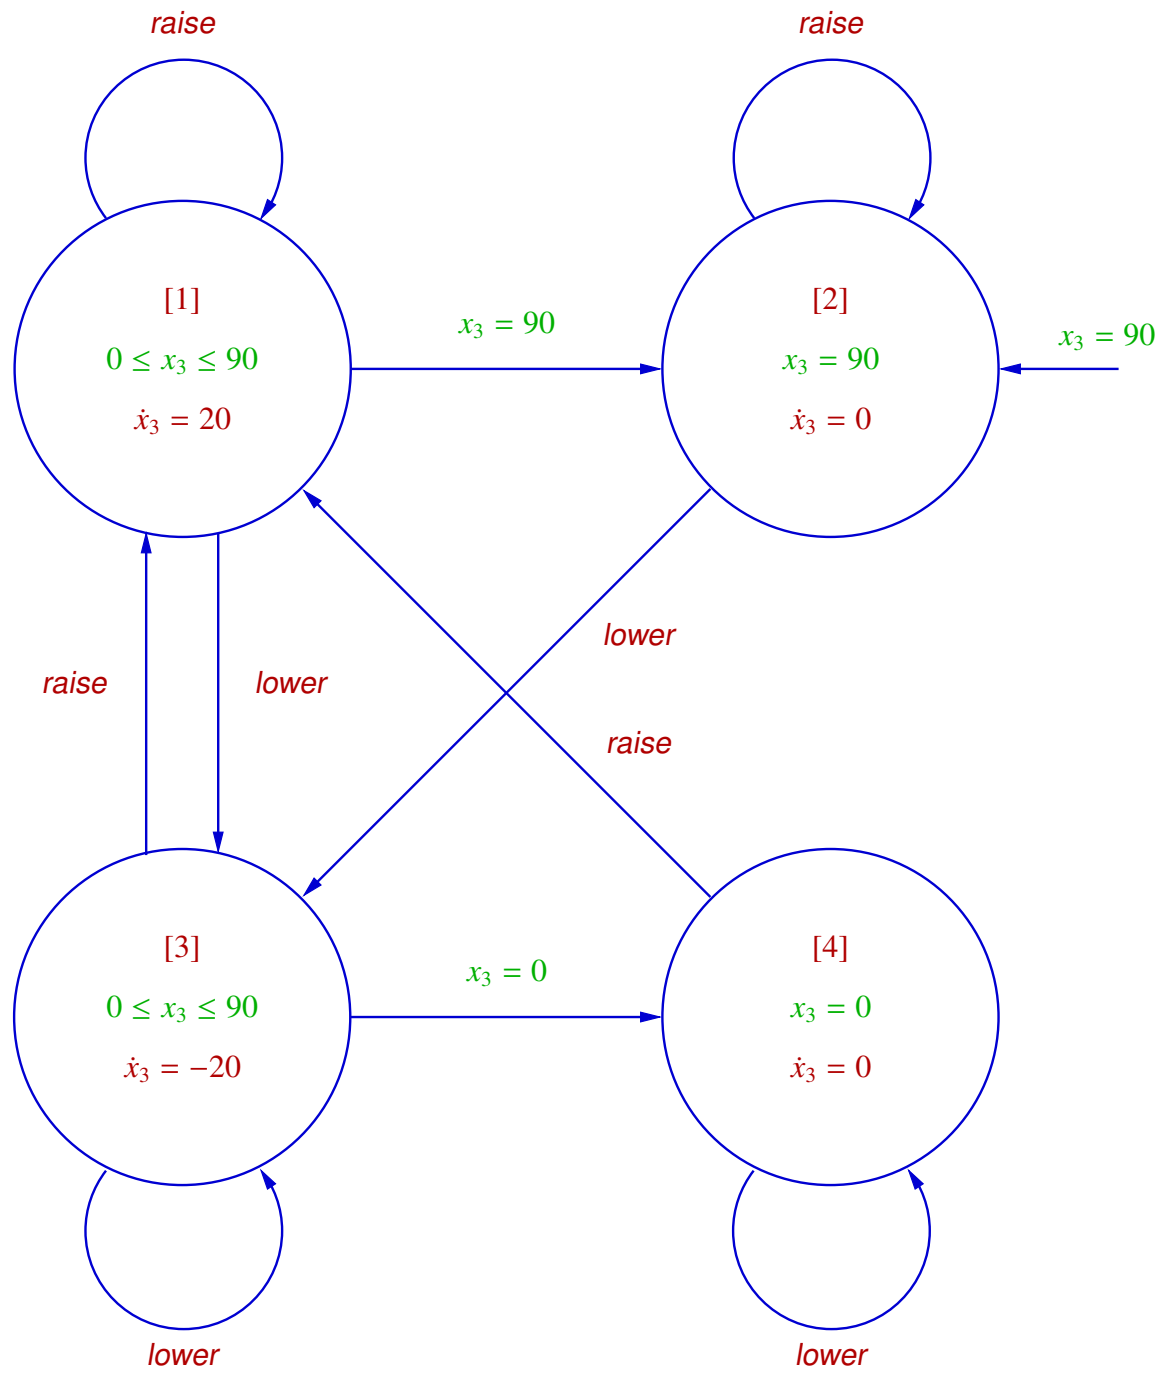 raise
raise
[1]
0 ≤ x₃ ≤ 90
ẋ₃ = 20
x₃ = 90
[2]
x₃ = 90
ẋ₃ = 0
x₃ = 90
raise
lower
lower
raise
[3]
0 ≤ x₃ ≤ 90
ẋ₃ = −20
x₃ = 0
[4]
x₃ = 0
ẋ₃ = 0
lower
lower